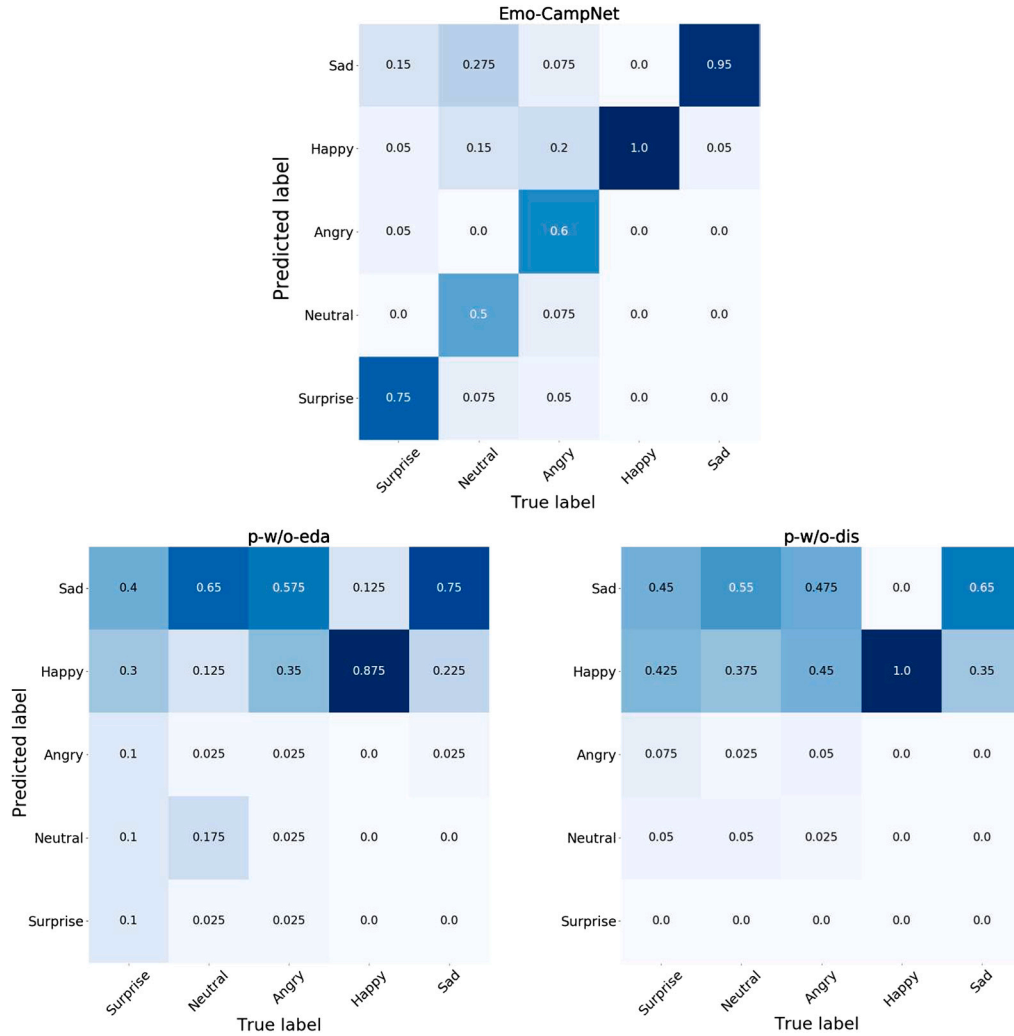 Emo-CampNet
Predicted label
Sad 0.15 0.275 0.075 0.0 0.95
Happy 0.05 0.15 0.2 1.0 0.05
Angry 0.05 0.0 0.6 0.0 0.0
Neutral 0.0 0.5 0.075 0.0 0.0
Surprise 0.75 0.075 0.05 0.0 0.0
Surprise Neutral Angry Happy Sad
True label
p-w/o-eda
Predicted label
Sad 0.4 0.65 0.575 0.125 0.75
Happy 0.3 0.125 0.35 0.875 0.225
Angry 0.1 0.025 0.025 0.0 0.025
Neutral 0.1 0.175 0.025 0.0 0.0
Surprise 0.1 0.025 0.025 0.0 0.0
Surprise Neutral Angry Happy Sad
True label
p-w/o-dis
Predicted label
Sad 0.45 0.55 0.475 0.0 0.65
Happy 0.425 0.375 0.45 1.0 0.35
Angry 0.075 0.025 0.05 0.0 0.0
Neutral 0.05 0.05 0.025 0.0 0.0
Surprise 0.0 0.0 0.0 0.0 0.0
Surprise Neutral Angry Happy Sad
True label